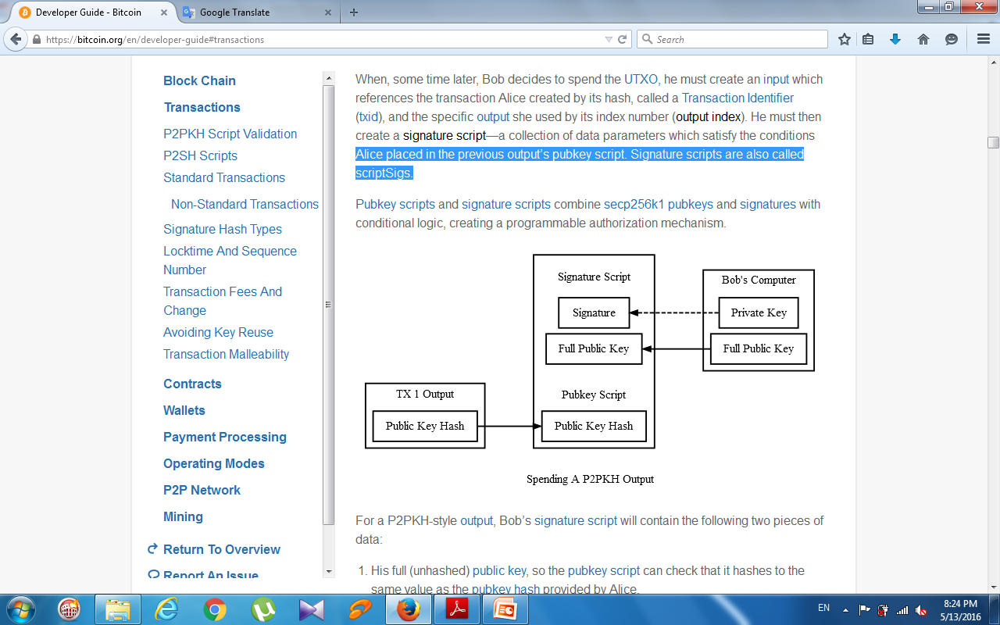 Developer Guide - Bitcoin
Google Translate
https://bitcoin.org/en/developer-guide#transactions
Search
Block Chain
Transactions
P2PKH Script Validation
P2SH Scripts
Standard Transactions
Non-Standard Transactions
Signature Hash Types
Locktime And Sequence
Number
Transaction Fees And
Change
Avoiding Key Reuse
Transaction Malleability
Contracts
Wallets
Payment Processing
Operating Modes
P2P Network
Mining
Return To Overview
Report An Issue
When, some time later, Bob decides to spend the UTXO, he must create an input which
references the transaction Alice created by its hash, called a Transaction Identifier
(txid), and the specific output she used by its index number (output index). He must then
create a signature script—a collection of data parameters which satisfy the conditions
Alice placed in the previous output’s pubkey script. Signature scripts are also called
scriptSigs.
Pubkey scripts and signature scripts combine secp256k1 pubkeys and signatures with
conditional logic, creating a programmable authorization mechanism.
Signature Script
Signature
Full Public Key
Bob's Computer
Private Key
Full Public Key
TX 1 Output
Public Key Hash
Pubkey Script
Public Key Hash
Spending A P2PKH Output
For a P2PKH-style output, Bob’s signature script will contain the following two pieces of
data:
1. His full (unhashed) public key, so the pubkey script can check that it hashes to the
same value as the pubkey hash provided by Alice.
EN
8:24 PM
5/13/2016